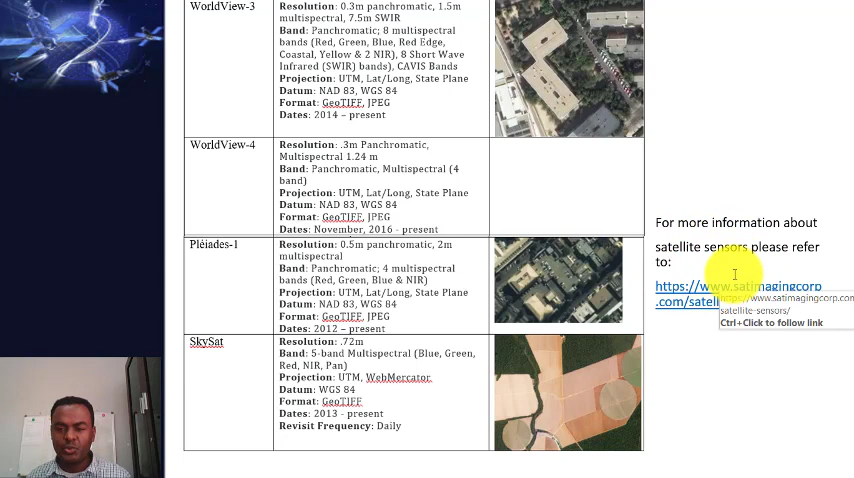 WorldView-3
Resolution: 0.3m panchromatic, 1.5m
multispectral, 7.5m SWIR
Band: Panchromatic; 8 multispectral
bands (Red, Green, Blue, Red Edge,
Coastal, Yellow & 2 NIR), 8 Short Wave
Infrared (SWIR) bands), CAVIS Bands
Projection: UTM, Lat/Long, State Plane
Datum: NAD 83, WGS 84
Format: GeoTIFF, JPEG
Dates: 2014 – present
WorldView-4
Resolution: .3m Panchromatic,
Multispectral 1.24 m
Band: Panchromatic, Multispectral (4
band)
Projection: UTM, Lat/Long, State Plane
Datum: NAD 83, WGS 84
Format: GeoTIFF, JPEG
Dates: November, 2016 - present
Pléiades-1
Resolution: 0.5m panchromatic, 2m
multispectral
Band: Panchromatic; 4 multispectral
bands (Red, Green, Blue & NIR)
Projection: UTM, Lat/Long, State Plane
Datum: NAD 83, WGS 84
Format: GeoTIFF, JPEG
Dates: 2012 – present
SkySat
Resolution: .72m
Band: 5-band Multispectral (Blue, Green,
Red, NIR, Pan)
Projection: UTM, WebMercator
Datum: WGS 84
Format: GeoTIFF
Dates: 2013 - present
Revisit Frequency: Daily
For more information about
satellite sensors please refer
to:
https://www.satimagingcorp
.com/satell
https://www.satimagingcorp.com
satellite-sensors/
Ctrl+Click to follow link